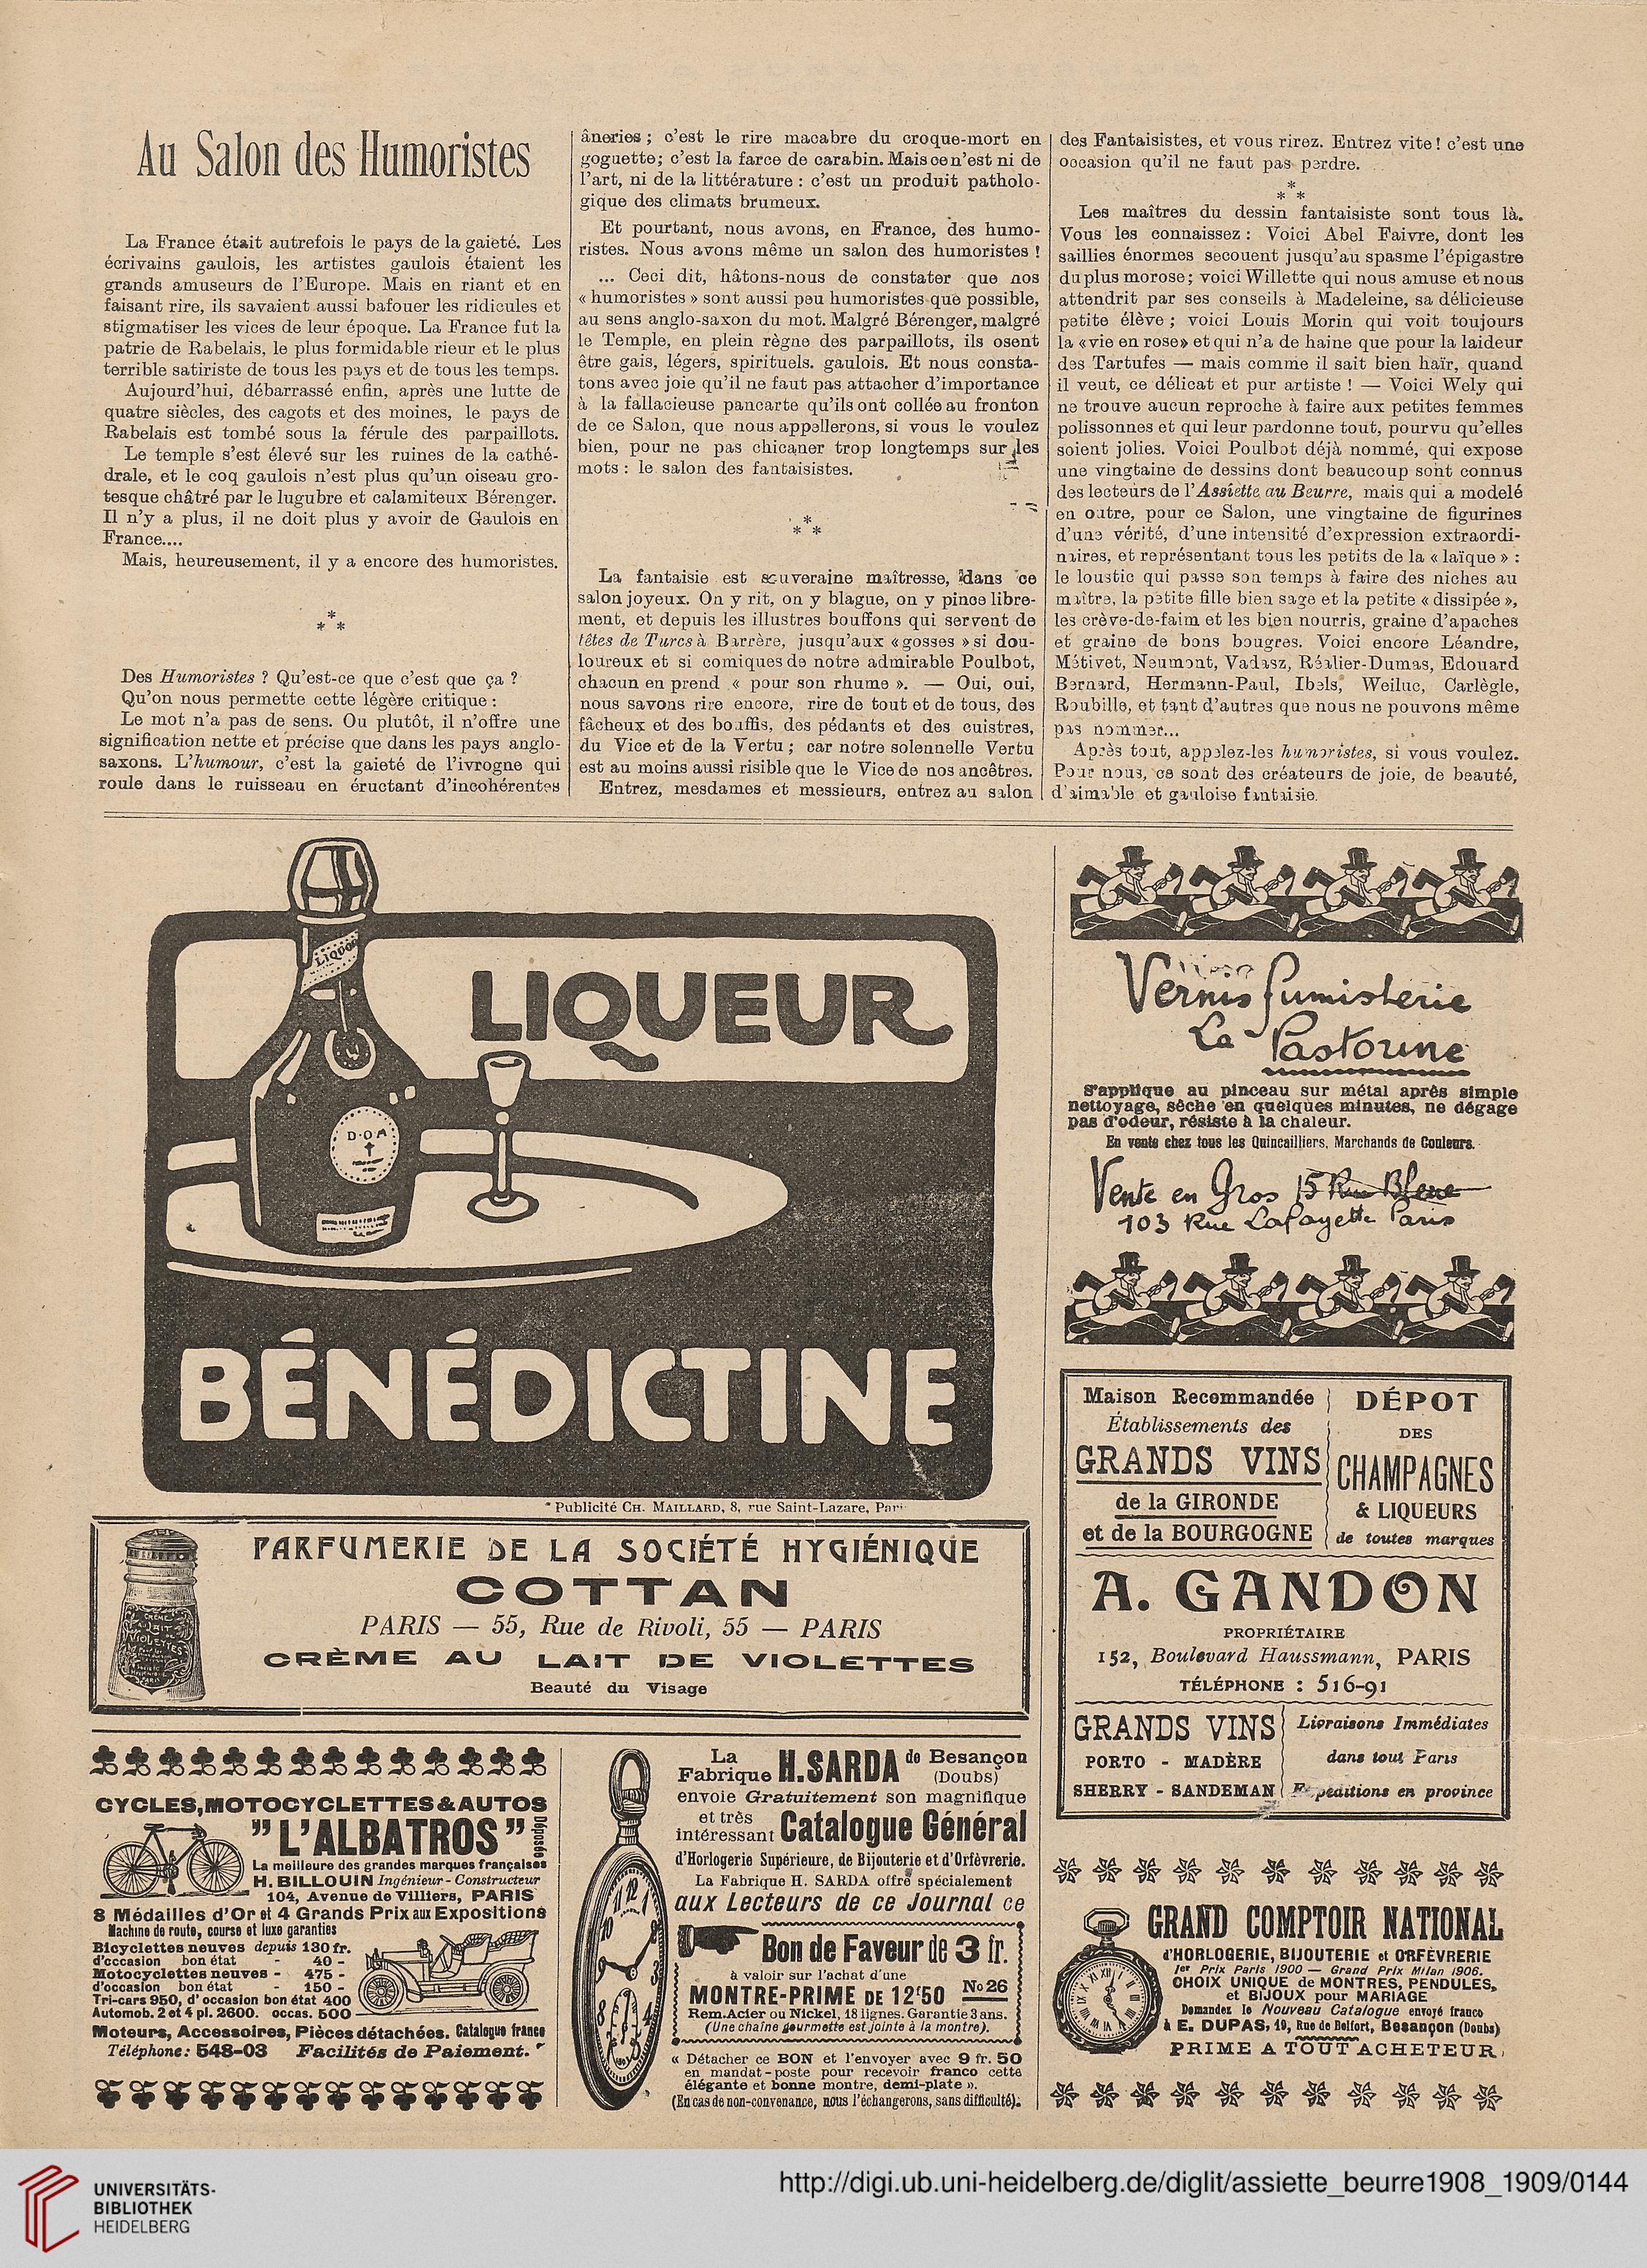 Au Salon des Humoristes
La France était autrefois le pays de la gaieté. Les
écrivains gaulois, les artistes gaulois étaient les
grands amuseurs de l'Europe. Mais en riant et en
faisant rire, ils savaient aussi bafouer les ridicules et
stigmatiser les vices de leur époque. La France fut la
patrie de Rabelais, le plus formidable rieur et le plus
terrible satiriste de tous les pays et de tous les temps.
Aujourd'hui, débarrassé enfin, après une lutte de
quatre siècles, des cagots et des moines, le pays de
Rabelais est tombé sous la férule des parpaillots.
Le temple s'est élevé sur les ruines de la cathé-
drale, et le coq gaulois n'est plus qu'un oiseau gro-
tesque châtré par le lugubre et calamiteux Bérenger.
Il n'y a plus, il ne doit plus y avoir de Gaulois en
France....
Mais, heureusement, il y a encore des humoristes.
*
* *
Des Humoristes ? Qu'est-ce que c'est que ça ?
Qu'on nous permette cette légère critique :
Le mot n'a pas de sens. Ou plutôt, il n'offre une
signification nette et précise que dans les pays anglo-
saxons. L'humour, c'est la gaieté de l'ivrogne qui
roule dans le ruisseau en éructant d'incohérentes
âneries ; c'est le rire macabre du croque-mort en
goguette; c'est la farce de carabin. Mais ce n'est ni de
l'art, ni de la littérature : c'est un produit patholo-
gique des climats brumeux.
Et pourtant, nous avons, en France, des humo-
ristes. Nous avons même un salon des humoristes !
... Ceci dit, hâtons-nous de constater que nos
« humoristes » sont aussi peu humoristes que possible,
au sens anglo-saxon du mot. Malgré Bérenger, malgré
le Temple, en plein règne des parpaillots, ils osent
être gais, légers, spirituels, gaulois. Et nous consta-
tons avec joie qu'il ne faut pas attacher d'importance
à la fallacieuse pancarte qu'ils ont collée au fronton
de ce Salon, que nous appellerons, si vous le voulez
bien, pour ne pas chicaner trop longtemps sur les
mots : le salon des fantaisistes.
*
* *
La fantaisie est souveraine maîtresse, dans ce
salon joyeux. On y rit, on y blague, on y pince libre-
ment, et depuis les illustres bouffons qui servent de
têtes de Turcs à Barrère, jusqu'aux « gosses » si dou-
loureux et si comiques de notre admirable Poulbot,
chacun en prend « pour son rhume ». — Oui, oui,
nous savons rire encore, rire de tout et de tous, des
fâcheux et des bouffis, des pédants et des cuistres,
du Vice et de la Vertu ; car notre solennelle Vertu
est au moins aussi risible que le Vice de nos ancêtres.
Entrez, mesdames et messieurs, entrez au salon
des Fantaisistes, et vous rirez. Entrez vite ! c'est une
occasion qu'il ne faut pas perdre.
*
* *
Les maîtres du dessin fantaisiste sont tous là.
Vous les connaissez : Voici Abel Faivre, dont les
saillies énormes secouent jusqu'au spasme l'épigastre
du plus morose; voici Willette qui nous amuse et nous
attendrit par ses conseils à Madeleine, sa délicieuse
petite élève ; voici Louis Morin qui voit toujours
la « vie en rose » et qui n'a de haine que pour la laideur
des Tartufes — mais comme il sait bien haïr, quand
il veut, ce délicat et pur artiste ! — Voici Wely qui
ne trouve aucun reproche à faire aux petites femmes
polissonnes et qui leur pardonne tout, pourvu qu'elles
soient jolies. Voici Poulbot déjà nommé, qui expose
une vingtaine de dessins dont beaucoup sont connus
des lecteurs de l'Assiette au Beurre, mais qui a modelé
en outre, pour ce Salon, une vingtaine de figurines
d'une vérité, d'une intensité d'expression extraordi-
naires, et représentant tous les petits de la « laïque » :
le loustic qui passe son temps à faire des niches au
maître, la petite fille bien sage et la petite « dissipée »,
les crève-de-faim et les bien nourris, graine d'apaches
et graine de bons bougres. Voici encore Léandre,
Métivet, Neumont, Vadasz, Réalier-Dumas, Edouard
Bernard, Hermann-Paul, Ibels, Weiluc, Carlègle,
Roubille, et tant d'autres que nous ne pouvons même
pas nommer...
Après tout, appelez-les humoristes, si vous voulez.
Pour nous, ce sont des créateurs de joie, de beauté,
d'aimable et gauloise fantaisie.
LIQUEUR
LIQUOR
D·O·M
BÉNÉDICTINE
Publicité CH. MAILLARD, 8, rue Saint-Lazare, Pari
Vernis fumisterie
La Pastorine
S'applique au pinceau sur métal après simple
nettoyage, sèche en quelques minutes, ne dégage
pas d'odeur, résiste à la chaleur.
En vente chez tous les Quincailliers, Marchands de Couleurs.
Vente en Gros 15 Rue Bleue
103 Rue Lafayette Paris
Maison Recommandée
Établissements des
GRANDS VINS
de la GIRONDE
et de la BOURGOGNE
DÉPOT
DES
CHAMPAGNES
& LIQUEURS
de toutes marques
A. GANDON
PROPRIÉTAIRE
152, Boulevard Haussmann, PARIS
TÉLÉPHONE : 516-91
GRANDS VINS
PORTO - MADÈRE
SHERRY - SANDEMAN
Livraisons Immédiates
dans tout Paris
Expéditions en province
PARFUMERIE DE LA SOCIÉTÉ HYGIÉNIQUE
COTTAN
PARIS — 55, Rue de Rivoli, 55 — PARIS
CRÈME AU LAIT DE VIOLETTES
Beauté du Visage
CRÈME
AU LAIT
VIOLETTES
CYCLES, MOTOCYCLETTES & AUTOS
" L'ALBATROS " Déposée
La meilleure des grandes marques françaises
H. BILLOUIN Ingénieur - Constructeur
104, Avenue de Villiers, PARIS
8 Médailles d'Or et 4 Grands Prix aux Expositions
Machine de route, course et luxe garanties
Bicyclettes neuves depuis 130 fr.
d'occasion bon état - 40 -
Motocyclettes neuves - 475 -
d'occasion bon état - 150 -
Tri-cars 950, d'occasion bon état 400
Automob. 2 et 4 pl. 2600. occas. 500
Moteurs, Accessoires, Pièces détachées. Catalogue franco
Téléphone: 548-03 Facilités de Paiement.
La Fabrique H. SARDA de Besançon (Doubs)
envoie Gratuitement son magnifique
et très intéressant Catalogue Général
d'Horlogerie Supérieure, de Bijouterie et d'Orfèvrerie.
La Fabrique H. SARDA offre spécialement
aux Lecteurs de ce Journal ce
Bon de Faveur de 3 fr.
à valoir sur l'achat d'une
MONTRE-PRIME DE 12f50 No 26
Rem. Acier ou Nickel, 18 lignes. Garantie 3 ans.
(Une chaîne gourmette est jointe à la montre).
« Détacher ce BON et l'envoyer avec 9 fr. 50
en mandat-poste pour recevoir franco cette
élégante et bonne montre, demi-plate ».
(En cas de non-convenance, nous l'échangerons, sans difficulté).
GRAND COMPTOIR NATIONAL
d'HORLOGERIE, BIJOUTERIE et ORFÈVRERIE
1er Prix Paris 1900 — Grand Prix Milan 1906.
CHOIX UNIQUE de MONTRES, PENDULES,
et BIJOUX pour MARIAGE
Demandez le Nouveau Catalogue envoyé franco
à E. DUPAS, 19, Rue de Belfort, Besançon (Doubs)
PRIME A TOUT ACHETEUR
UNIVERSITÄTS-
BIBLIOTHEK
HEIDELBERG
http://digi.ub.uni-heidelberg.de/diglit/assiette_beurre1908_1909/0144